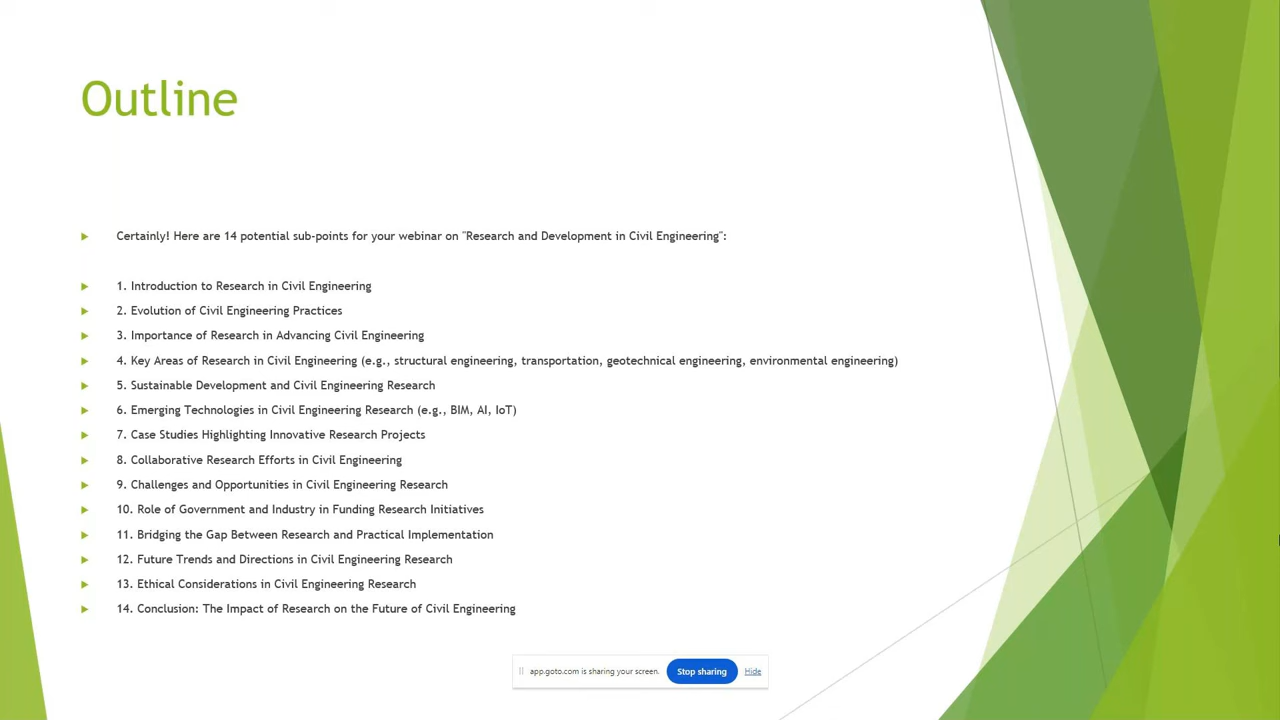 Outline
Certainly! Here are 14 potential sub-points for your webinar on "Research and Development in Civil Engineering":
1. Introduction to Research in Civil Engineering
2. Evolution of Civil Engineering Practices
3. Importance of Research in Advancing Civil Engineering
4. Key Areas of Research in Civil Engineering (e.g., structural engineering, transportation, geotechnical engineering, environmental engineering)
5. Sustainable Development and Civil Engineering Research
6. Emerging Technologies in Civil Engineering Research (e.g., BIM, AI, IoT)
7. Case Studies Highlighting Innovative Research Projects
8. Collaborative Research Efforts in Civil Engineering
9. Challenges and Opportunities in Civil Engineering Research
10. Role of Government and Industry in Funding Research Initiatives
11. Bridging the Gap Between Research and Practical Implementation
12. Future Trends and Directions in Civil Engineering Research
13. Ethical Considerations in Civil Engineering Research
14. Conclusion: The Impact of Research on the Future of Civil Engineering
app.goto.com is sharing your screen. Stop sharing Hide